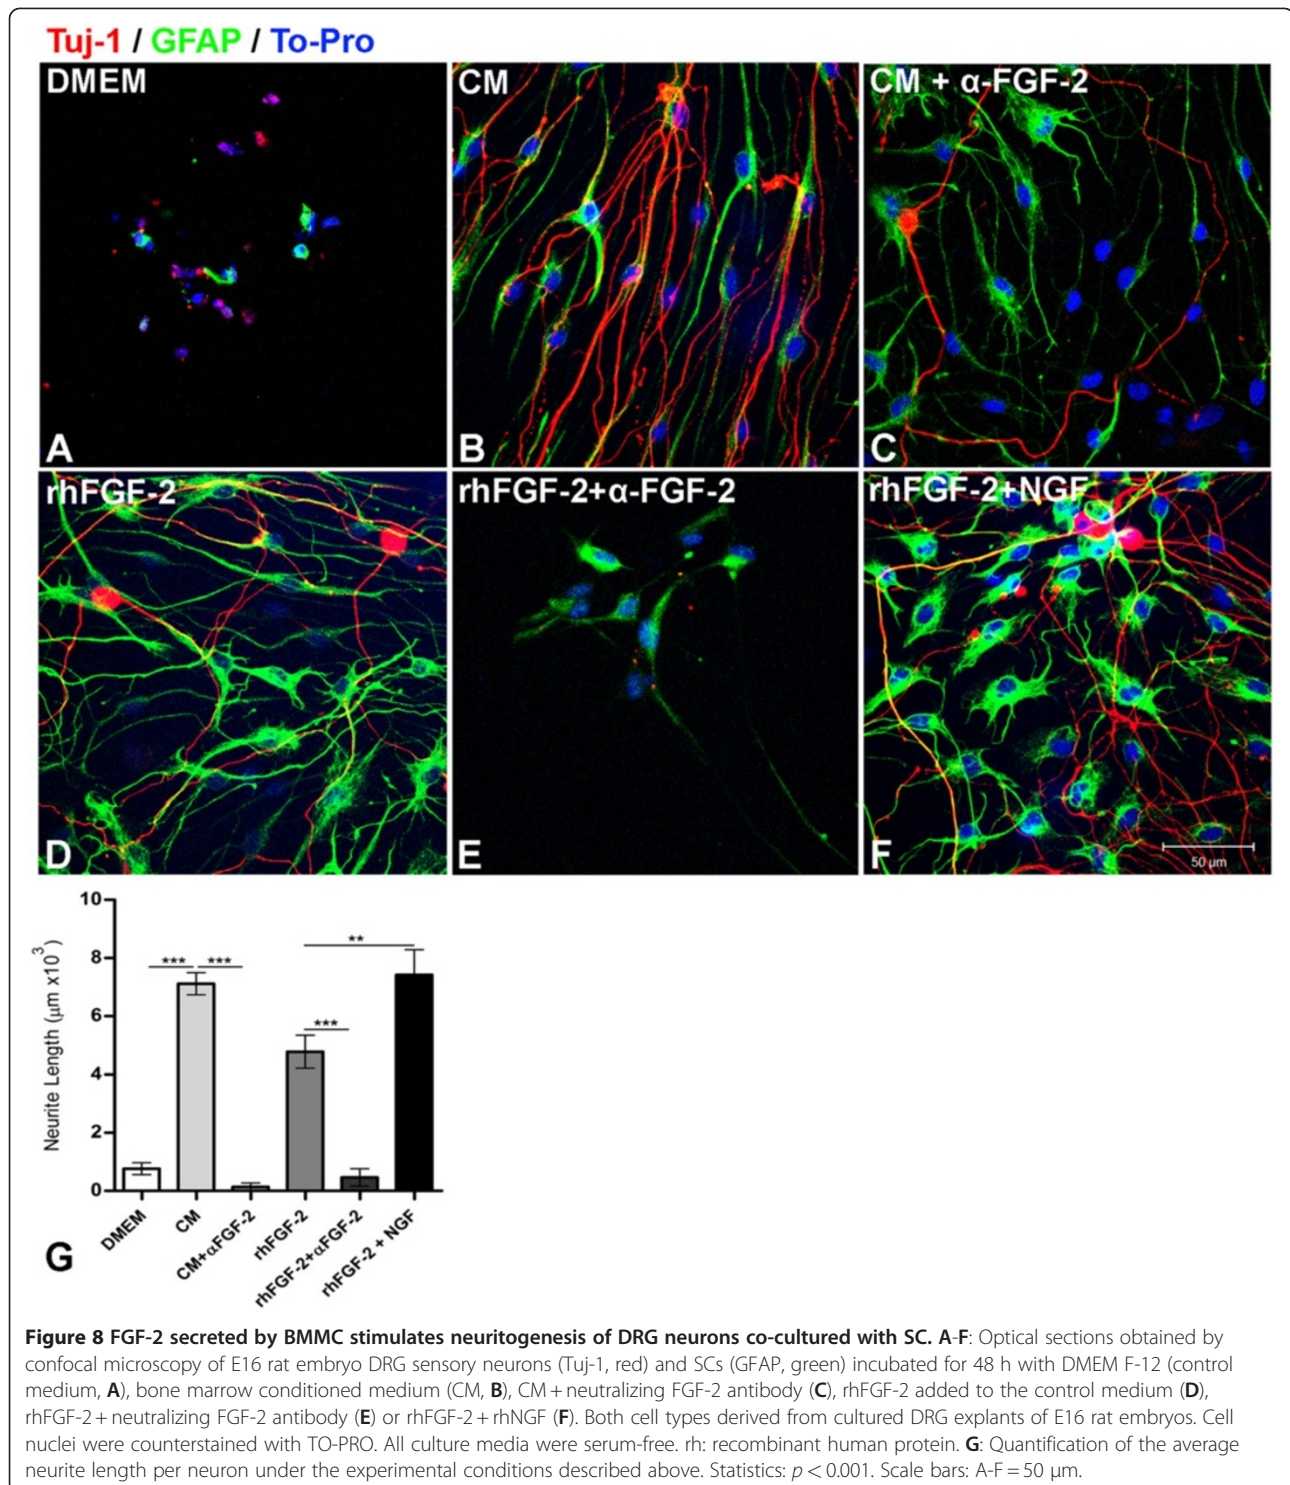 Tuj-1 / GFAP / To-Pro
DMEM
CM
CM + α-FGF-2
A
B
C
rhFGF-2
rhFGF-2+α-FGF-2
rhFGF-2+NGF
D
E
F
50 µm
Neurite Length (µm x10³)
10
8
6
4
2
0
***
***
***
**
DMEM
CM
CM+αFGF-2
rhFGF-2
rhFGF-2+αFGF-2
rhFGF-2 + NGF
G
Figure 8 FGF-2 secreted by BMMC stimulates neuritogenesis of DRG neurons co-cultured with SC. A-F: Optical sections obtained by
confocal microscopy of E16 rat embryo DRG sensory neurons (Tuj-1, red) and SCs (GFAP, green) incubated for 48 h with DMEM F-12 (control
medium, A), bone marrow conditioned medium (CM, B), CM + neutralizing FGF-2 antibody (C), rhFGF-2 added to the control medium (D),
rhFGF-2 + neutralizing FGF-2 antibody (E) or rhFGF-2 + rhNGF (F). Both cell types derived from cultured DRG explants of E16 rat embryos. Cell
nuclei were counterstained with TO-PRO. All culture media were serum-free. rh: recombinant human protein. G: Quantification of the average
neurite length per neuron under the experimental conditions described above. Statistics: p < 0.001. Scale bars: A-F = 50 µm.